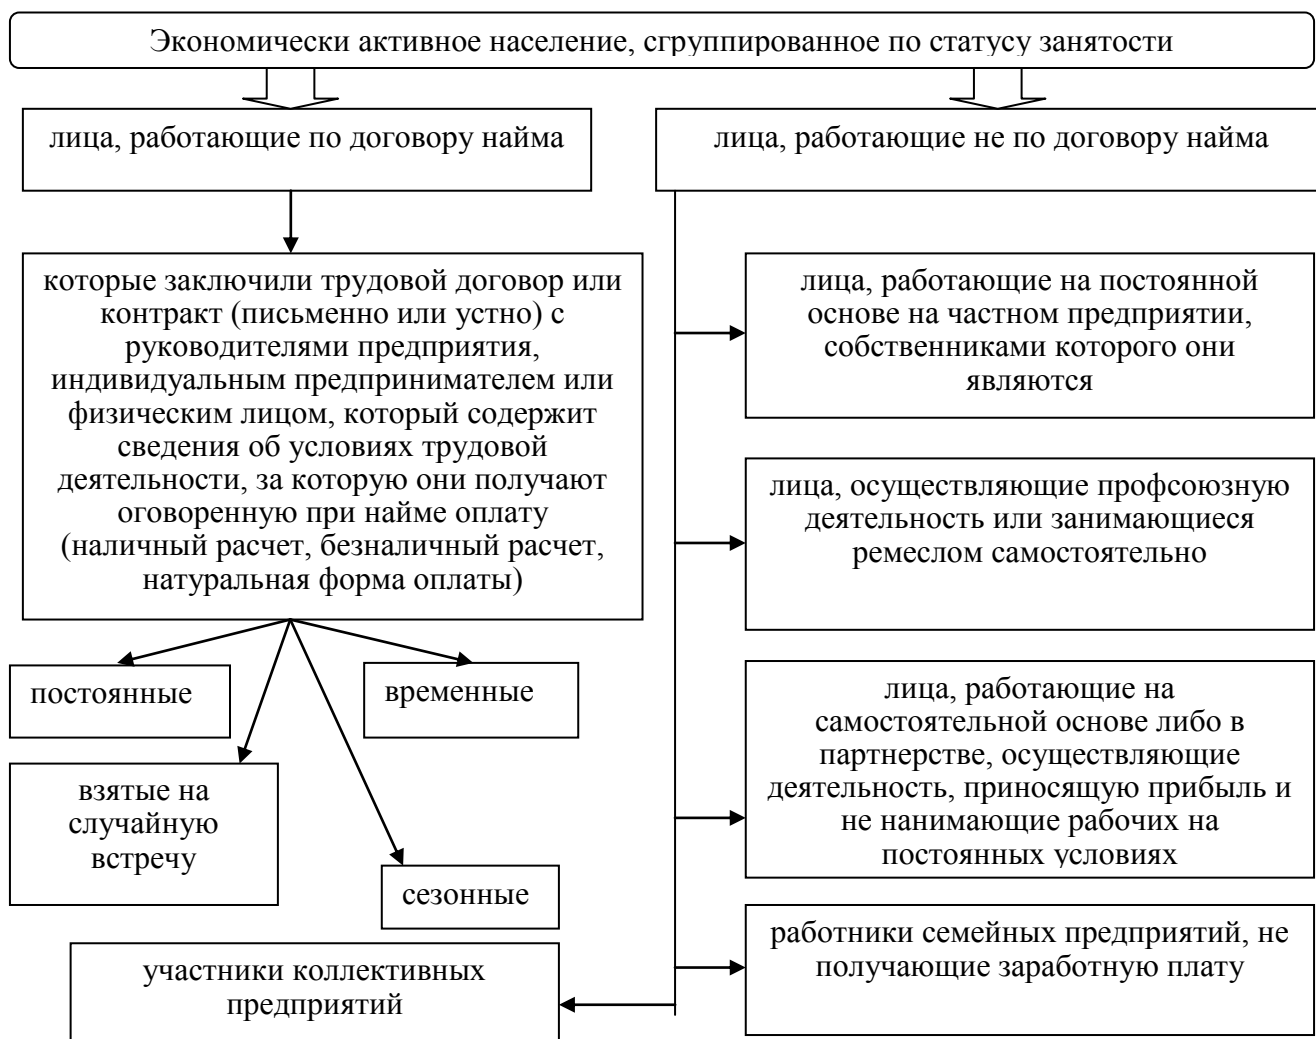 Экономически активное население, сгруппированное по статусу занятости
лица, работающие по договору найма
лица, работающие не по договору найма
которые заключили трудовой договор или
контракт (письменно или устно) с
руководителями предприятия,
индивидуальным предпринимателем или
физическим лицом, который содержит
сведения об условиях трудовой
деятельности, за которую они получают
оговоренную при найме оплату
(наличный расчет, безналичный расчет,
натуральная форма оплаты)
постоянные
временные
взятые на
случайную
встречу
сезонные
лица, работающие на постоянной
основе на частном предприятии,
собственниками которого они
являются
лица, осуществляющие профсоюзную
деятельность или занимающиеся
ремеслом самостоятельно
лица, работающие на
самостоятельной основе либо в
партнерстве, осуществляющие
деятельность, приносящую прибыль и
не нанимающие рабочих на
постоянных условиях
работники семейных предприятий, не
получающие заработную плату
участники коллективных
предприятий